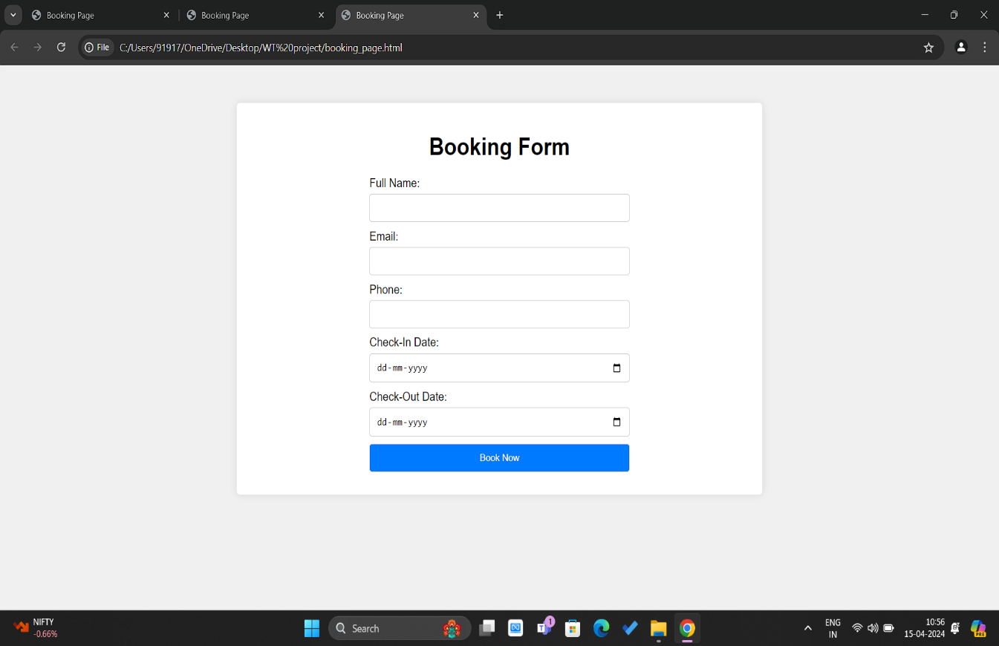 Booking Page
Booking Page
Booking Page
File
C:/Users/91917/OneDrive/Desktop/WT%20project/booking_page.html
Booking Form
Full Name:
Email:
Phone:
Check-In Date:
dd-mm-yyyy
Check-Out Date:
dd-mm-yyyy
Book Now
NIFTY
-0.66%
Search
1
ENG
IN
10:56
15-04-2024
PRE